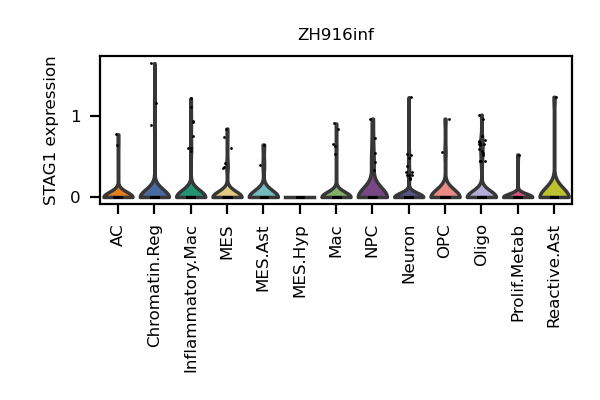 ZH916inf
STAG1 expression
1
0
AC
Chromatin.Reg
Inflammatory.Mac
MES
MES.Ast
MES.Hyp
Mac
NPC
Neuron
OPC
Oligo
Prolif.Metab
Reactive.Ast